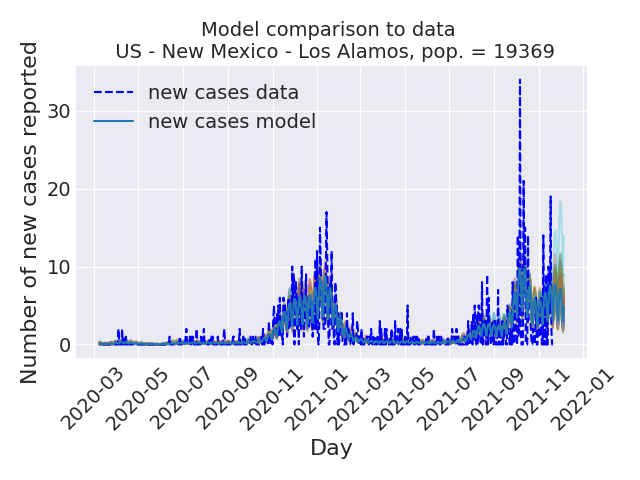 Model comparison to data
US - New Mexico - Los Alamos, pop. = 19369
Number of new cases reported
new cases data
new cases model
30
20
10
0
2020-03
2020-05
2020-07
2020-09
2020-11
2021-01
2021-03
2021-05
2021-07
2021-09
2021-11
2022-01
Day